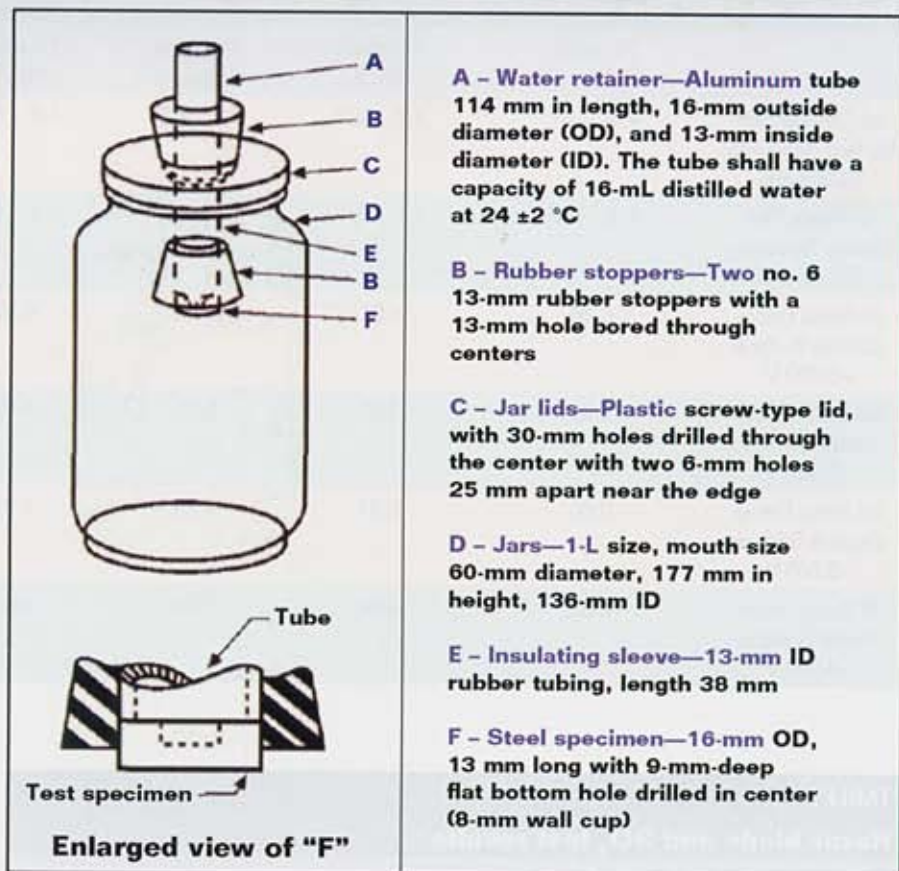 A
B
C
D
E
B
F
Tube
Test specimen
Enlarged view of “F”
A – Water retainer—Aluminum tube
114 mm in length, 16-mm outside
diameter (OD), and 13-mm inside
diameter (ID). The tube shall have a
capacity of 16-mL distilled water
at 24 ±2 °C
B – Rubber stoppers—Two no. 6
13-mm rubber stoppers with a
13-mm hole bored through
centers
C – Jar lids—Plastic screw-type lid,
with 30-mm holes drilled through
the center with two 6-mm holes
25 mm apart near the edge
D – Jars—1-L size, mouth size
60-mm diameter, 177 mm in
height, 136-mm ID
E – Insulating sleeve—13-mm ID
rubber tubing, length 38 mm
F – Steel specimen—16-mm OD,
13 mm long with 9-mm-deep
flat bottom hole drilled in center
(8-mm wall cup)